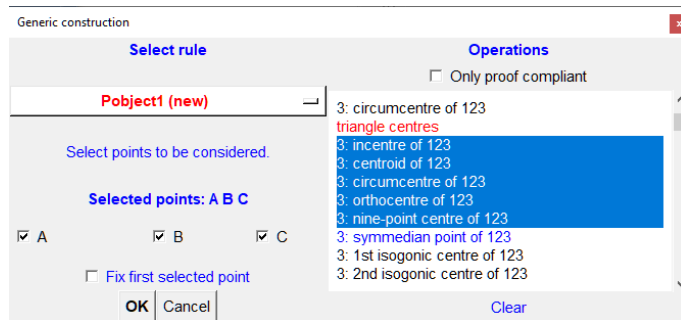 Generic construction
x
Select rule
Operations
Only proof compliant
Pobject1 (new)
3: circumcentre of 123
triangle centres
3: incentre of 123
3: centroid of 123
3: circumcentre of 123
3: orthocentre of 123
3: nine-point centre of 123
3: symmedian point of 123
3: 1st isogonic centre of 123
3: 2nd isogonic centre of 123
Select points to be considered.
Selected points: A B C
A B C
Fix first selected point
OK Cancel
Clear